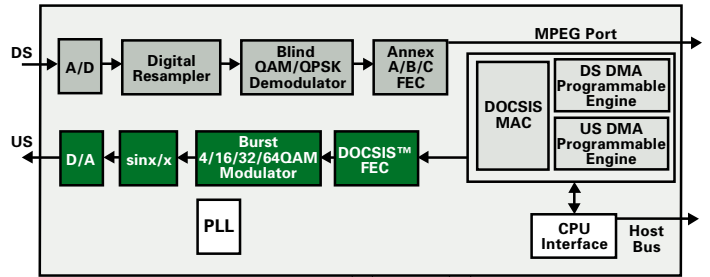 MPEG Port
DS
A/D
Digital
Resampler
Blind
QAM/QPSK
Demodulator
Annex
A/B/C
FEC
DOCSIS
MAC
DS DMA
Programmable
Engine
US DMA
Programmable
Engine
US
D/A
sinx/x
Burst
4/16/32/64QAM
Modulator
DOCSIS™
FEC
PLL
CPU
Interface
Host
Bus